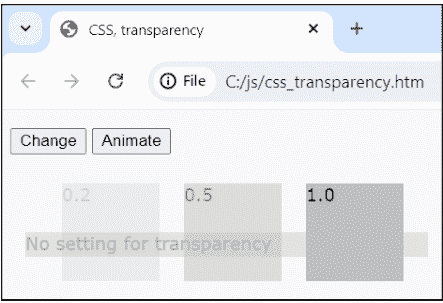 CSS, transparency
File C:/js/css_transparency.htm
Change Animate
0.2 0.5 1.0
No setting for transparency